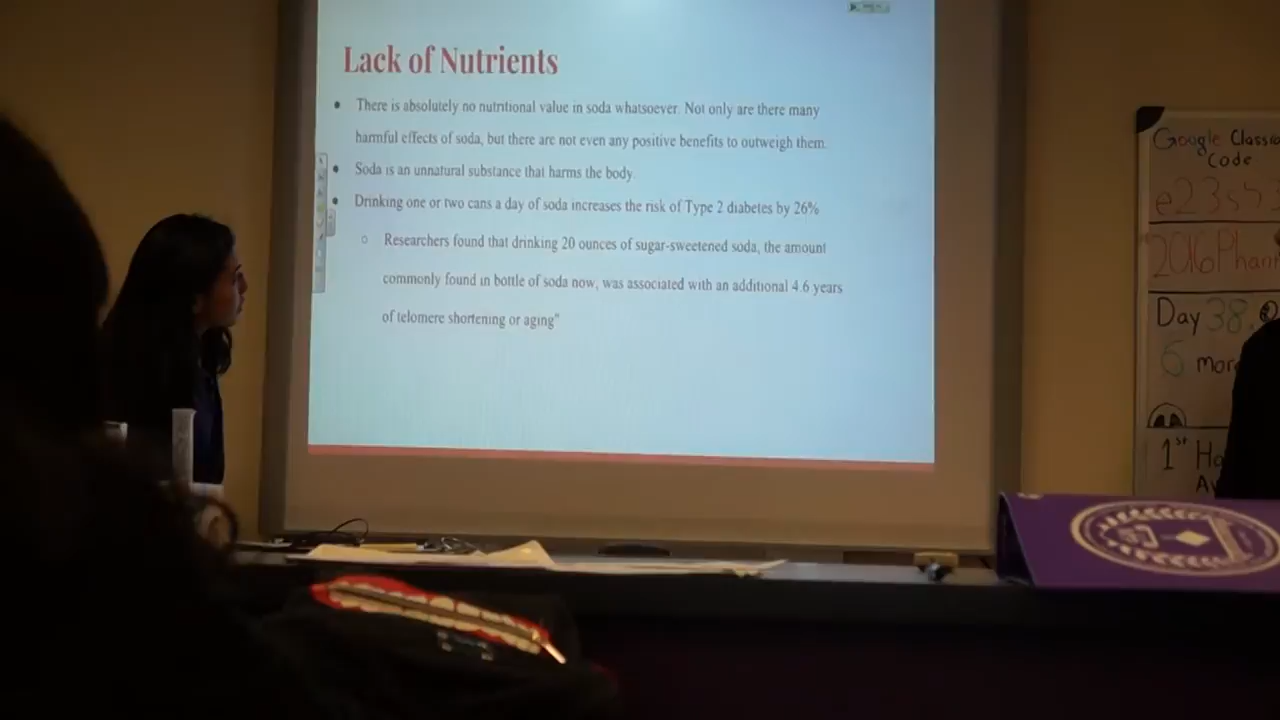 Lack of Nutrients
There is absolutely no nutritional value in soda whatsoever. Not only are there many
harmful effects of soda, but there are not even any positive benefits to outweigh them.
Soda is an unnatural substance that harms the body.
Drinking one or two cans a day of soda increases the risk of Type 2 diabetes by 26%
Researchers found that drinking 20 ounces of sugar-sweetened soda, the amount
commonly found in bottle of soda now, was associated with an additional 4.6 years
of telomere shortening or aging"
Google
Code
2016
Day 38
6 more
1st